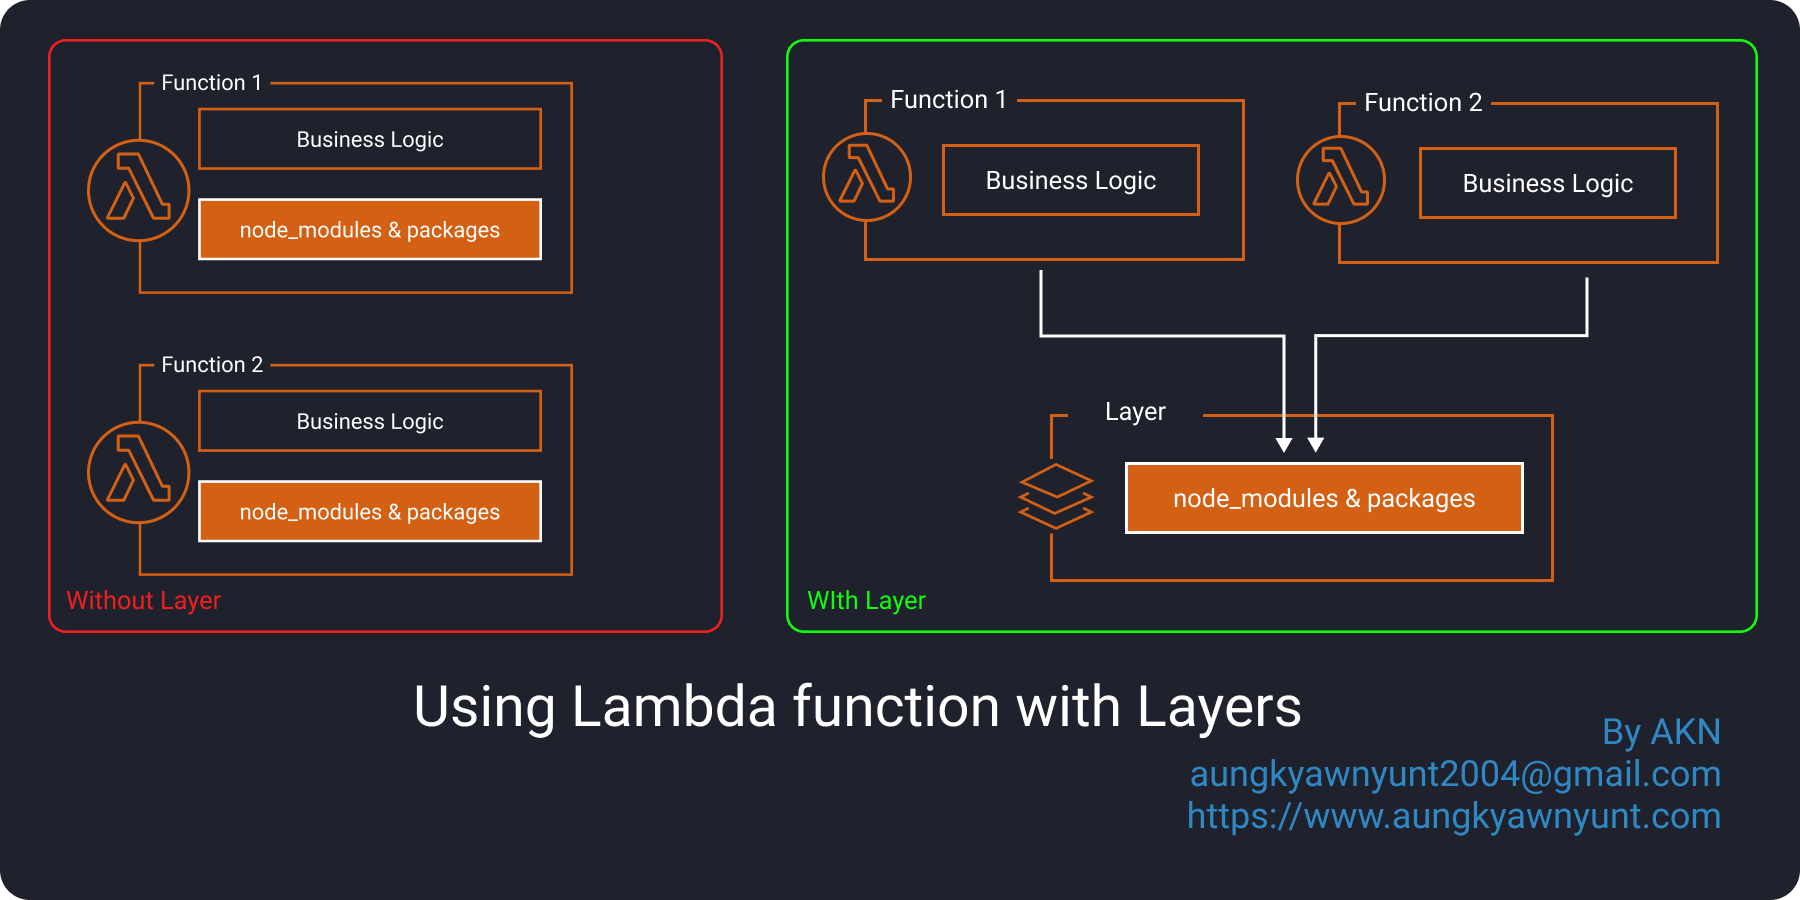 Function 1
Business Logic
node_modules & packages
Function 2
Business Logic
node_modules & packages
Without Layer
Function 1
Business Logic
Function 2
Business Logic
Layer
node_modules & packages
WIth Layer
Using Lambda function with Layers
By AKN
aungkyawnyunt2004@gmail.com
https://www.aungkyawnyunt.com